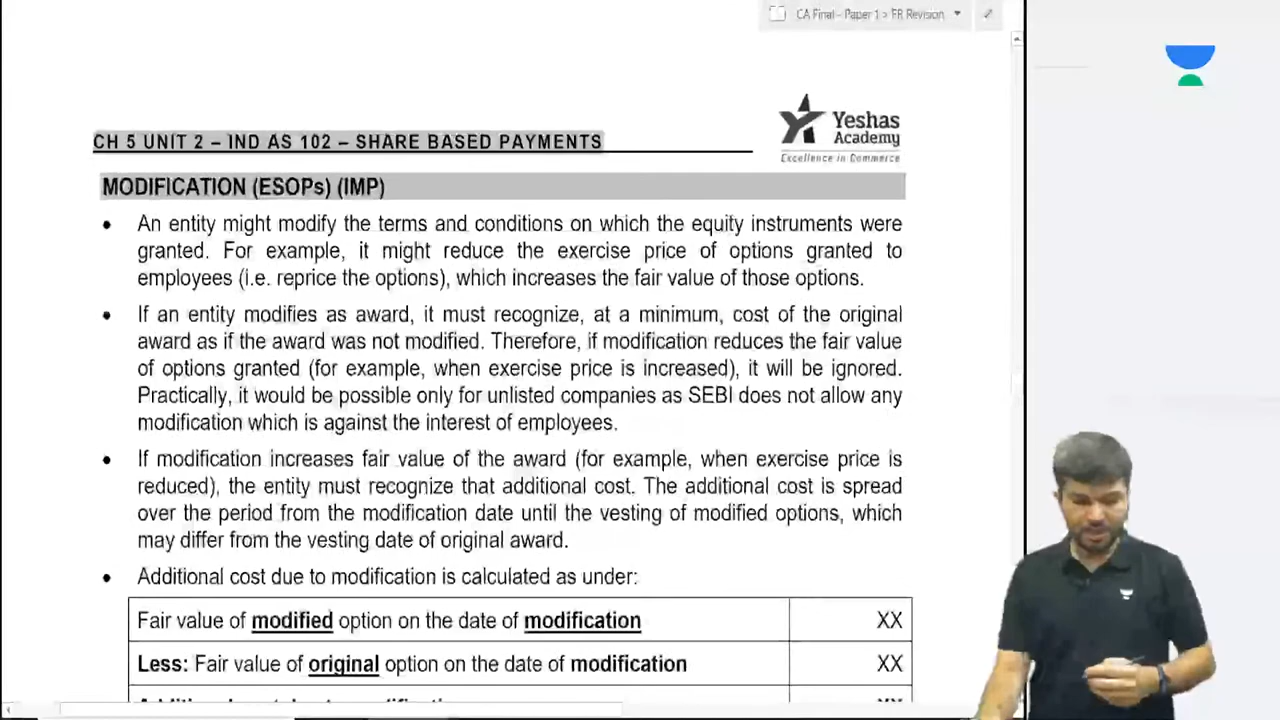 CA Final - Paper 1 > FR Revision
Yeshas
Academy
Excellence in Commerce
CH 5 UNIT 2 – IND AS 102 – SHARE BASED PAYMENTS
MODIFICATION (ESOPs) (IMP)
• An entity might modify the terms and conditions on which the equity instruments were
granted. For example, it might reduce the exercise price of options granted to
employees (i.e. reprice the options), which increases the fair value of those options.
• If an entity modifies as award, it must recognize, at a minimum, cost of the original
award as if the award was not modified. Therefore, if modification reduces the fair value
of options granted (for example, when exercise price is increased), it will be ignored.
Practically, it would be possible only for unlisted companies as SEBI does not allow any
modification which is against the interest of employees.
• If modification increases fair value of the award (for example, when exercise price is
reduced), the entity must recognize that additional cost. The additional cost is spread
over the period from the modification date until the vesting of modified options, which
may differ from the vesting date of original award.
• Additional cost due to modification is calculated as under:
Fair value of modified option on the date of modification XX
Less: Fair value of original option on the date of modification XX